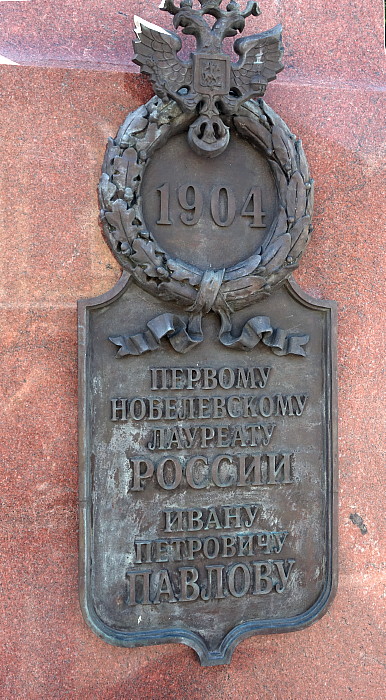 1904
ПЕРВОМУ
НОБЕЛЕВСКОМУ
ЛАУРЕАТУ
РОССИИ
ИВАНУ
ПЕТРОВИЧУ
ПАВЛОВУ